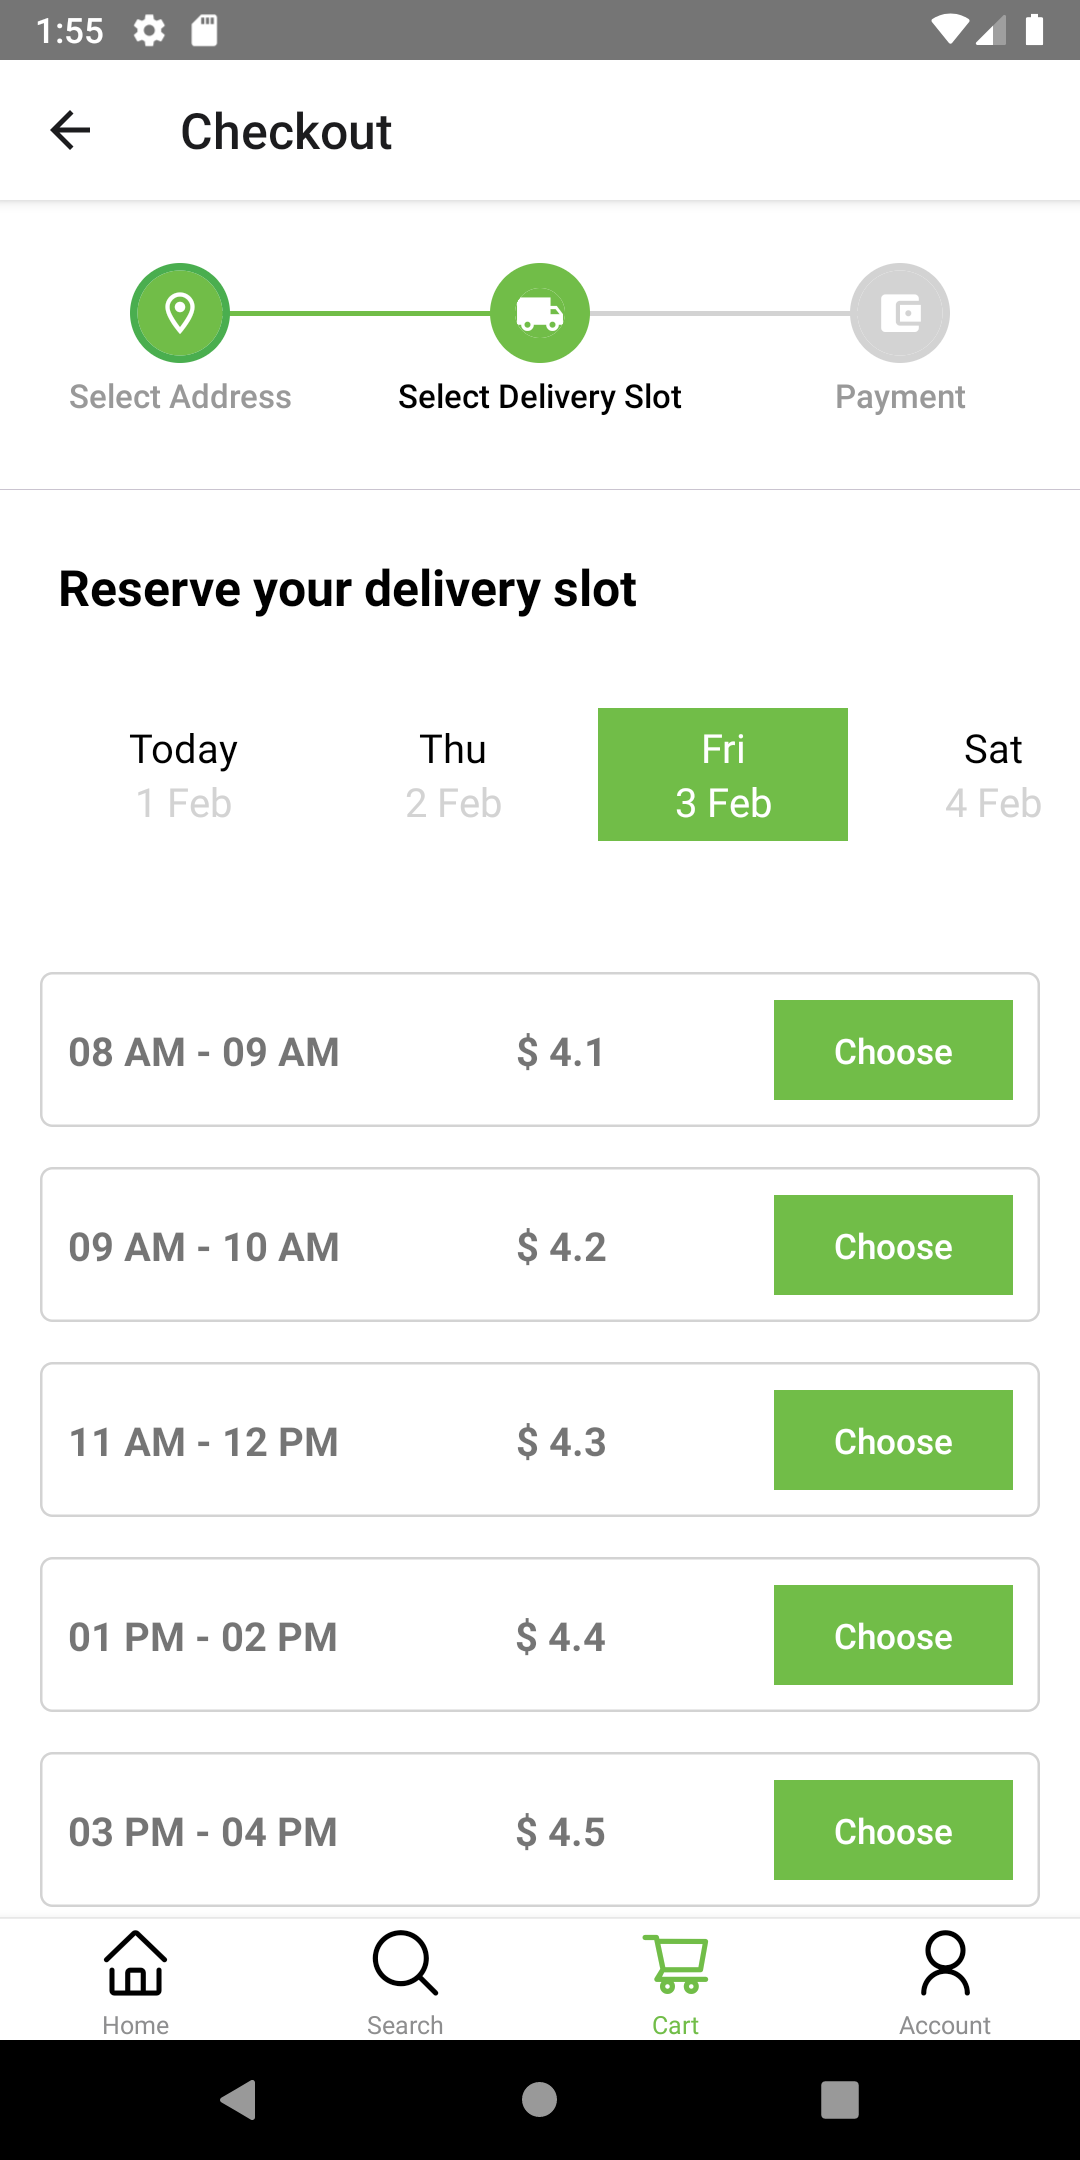 1:55
Checkout
Select Address
Select Delivery Slot
Payment
Reserve your delivery slot
Today
1 Feb
Thu
2 Feb
Fri
3 Feb
Sat
4 Feb
08 AM - 09 AM $ 4.1 Choose
09 AM - 10 AM $ 4.2 Choose
11 AM - 12 PM $ 4.3 Choose
01 PM - 02 PM $ 4.4 Choose
03 PM - 04 PM $ 4.5 Choose
Home
Search
Cart
Account